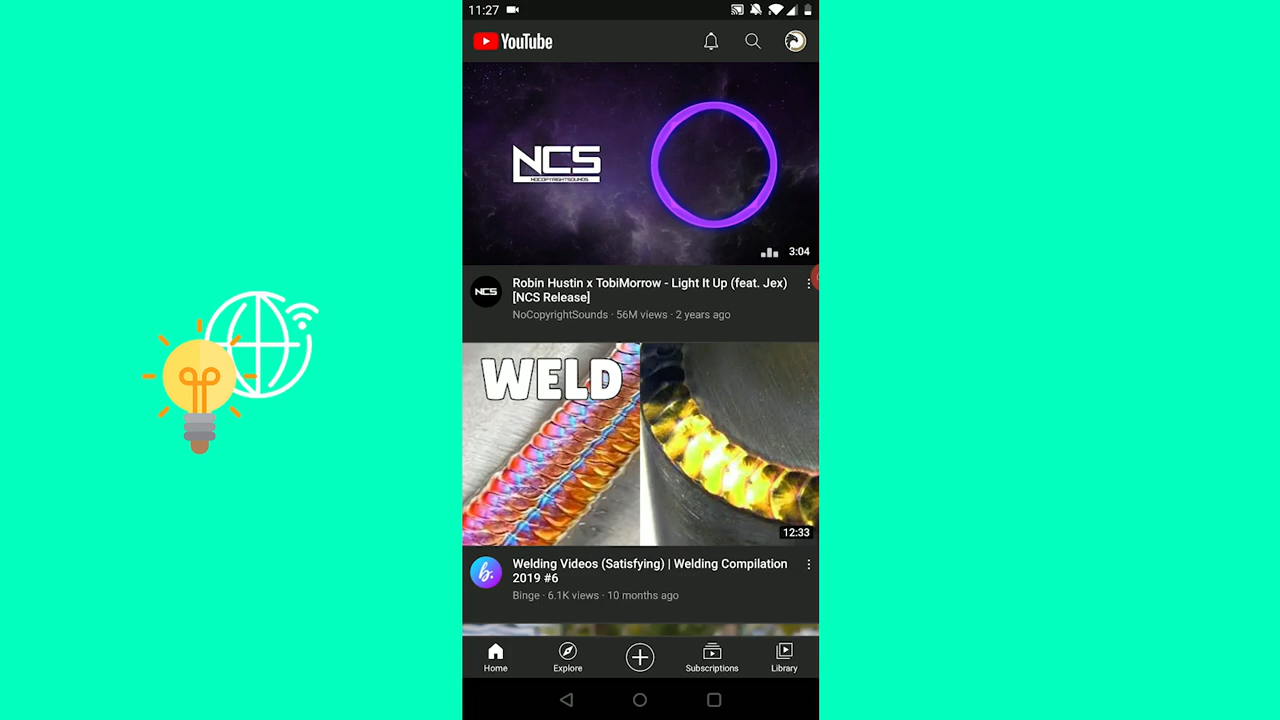 11:27
YouTube
NCS
NOCOPYRIGHTSOUNDS
3:04
NCS
Robin Hustin x TobiMorrow - Light It Up (feat. Jex)
[NCS Release]
NoCopyrightSounds · 56M views · 2 years ago
WELD
12:33
b.
Welding Videos (Satisfying) | Welding Compilation
2019 #6
Binge · 6.1K views · 10 months ago
Home
Explore
Subscriptions
Library